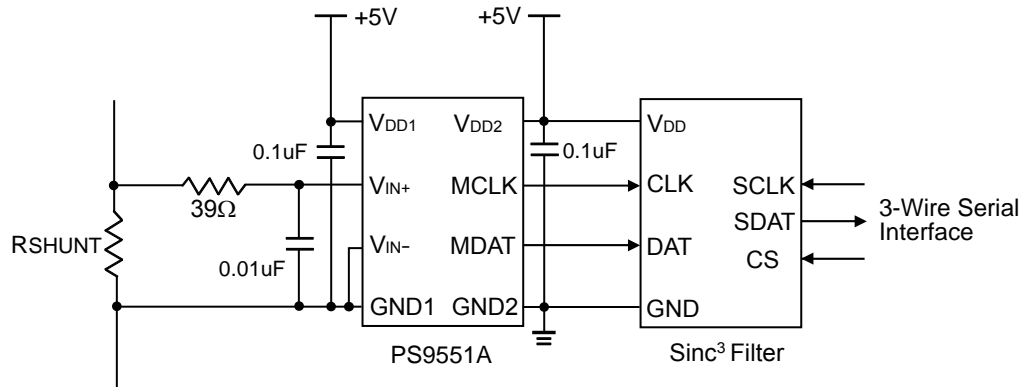 +5V
+5V
VDD1
VDD2
VDD
0.1uF
0.1uF
VIN+
MCLK
CLK
SCLK
39Ω
SDAT
3-Wire Serial
Interface
RSHUNT
VIN−
MDAT
DAT
CS
0.01uF
GND1
GND2
GND
PS9551A
Sinc³ Filter